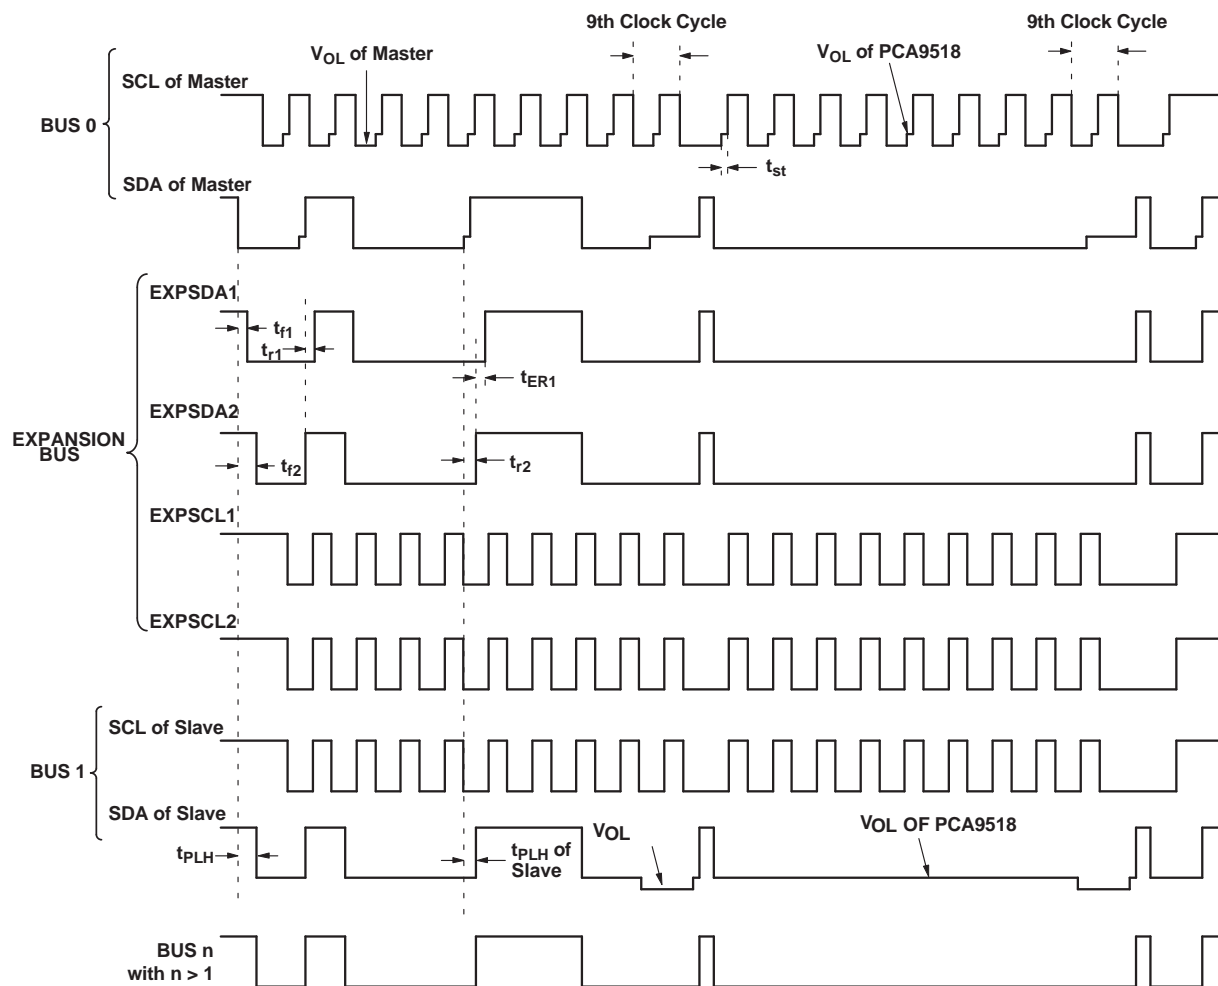 9th Clock Cycle
9th Clock Cycle
VOL of Master
VOL of PCA9518
SCL of Master
BUS 0
tst
SDA of Master
EXPSDA1
tf1
tr1
tER1
EXPSDA2
EXPANSION
BUS
tf2
tr2
EXPSCL1
EXPSCL2
SCL of Slave
BUS 1
SDA of Slave
VOL
VOL OF PCA9518
tPLH
tPLH of
Slave
BUS n
with n > 1